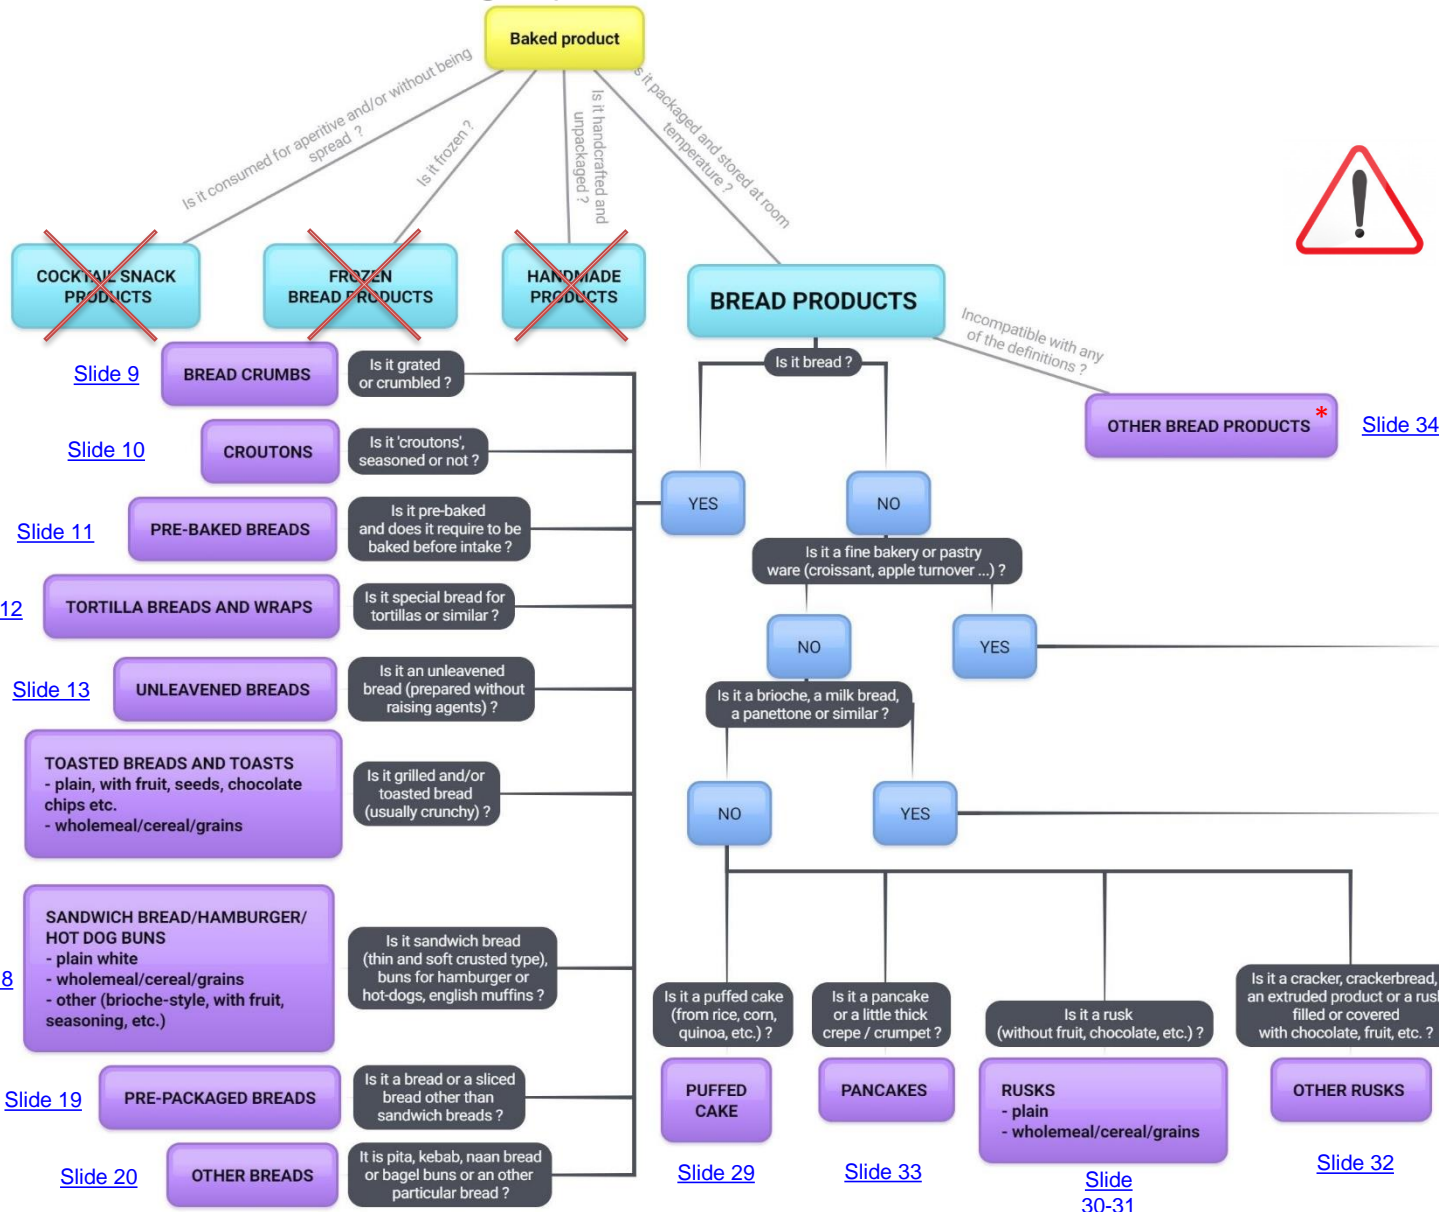 Baked product
Is it consumed for aperitive and/or without being
spread ?
Is it frozen ?
Is it handcrafted and
unpackaged ?
s it packaged and stored at room
temperature ?
COCKTAIL SNACK
PRODUCTS
FROZEN
BREAD PRODUCTS
HANDMADE
PRODUCTS
BREAD PRODUCTS
Incompatible with any
of the definitions ?
OTHER BREAD PRODUCTS *
Slide 34
Is it bread ?
YES
NO
Slide 9
BREAD CRUMBS
Is it grated
or crumbled ?
Slide 10
CROUTONS
Is it 'croutons',
seasoned or not ?
Slide 11
PRE-BAKED BREADS
Is it pre-baked
and does it require to be
baked before intake ?
12
TORTILLA BREADS AND WRAPS
Is it special bread for
tortillas or similar ?
Slide 13
UNLEAVENED BREADS
Is it an unleavened
bread (prepared without
raising agents) ?
TOASTED BREADS AND TOASTS
- plain, with fruit, seeds, chocolate
chips etc.
- wholemeal/cereal/grains
Is it grilled and/or
toasted bread
(usually crunchy) ?
8
SANDWICH BREAD/HAMBURGER/
HOT DOG BUNS
- plain white
- wholemeal/cereal/grains
- other (brioche-style, with fruit,
seasoning, etc.)
Is it sandwich bread
(thin and soft crusted type),
buns for hamburger or
hot-dogs, english muffins ?
Slide 19
PRE-PACKAGED BREADS
Is it a bread or a sliced
bread other than
sandwich breads ?
Slide 20
OTHER BREADS
It is pita, kebab, naan bread
or bagel buns or an other
particular bread ?
Is it a fine bakery or pastry
ware (croissant, apple turnover ...) ?
NO
YES
Is it a brioche, a milk bread,
a panettone or similar ?
NO
YES
Is it a puffed cake
(from rice, corn,
quinoa, etc.) ?
PUFFED
CAKE
Slide 29
Is it a pancake
or a little thick
crepe / crumpet ?
PANCAKES
Slide 33
Is it a rusk
(without fruit, chocolate, etc.) ?
RUSKS
- plain
- wholemeal/cereal/grains
Slide
30-31
Is it a cracker, crackerbread,
an extruded product or a rus
filled or covered
with chocolate, fruit, etc. ?
OTHER RUSKS
Slide 32